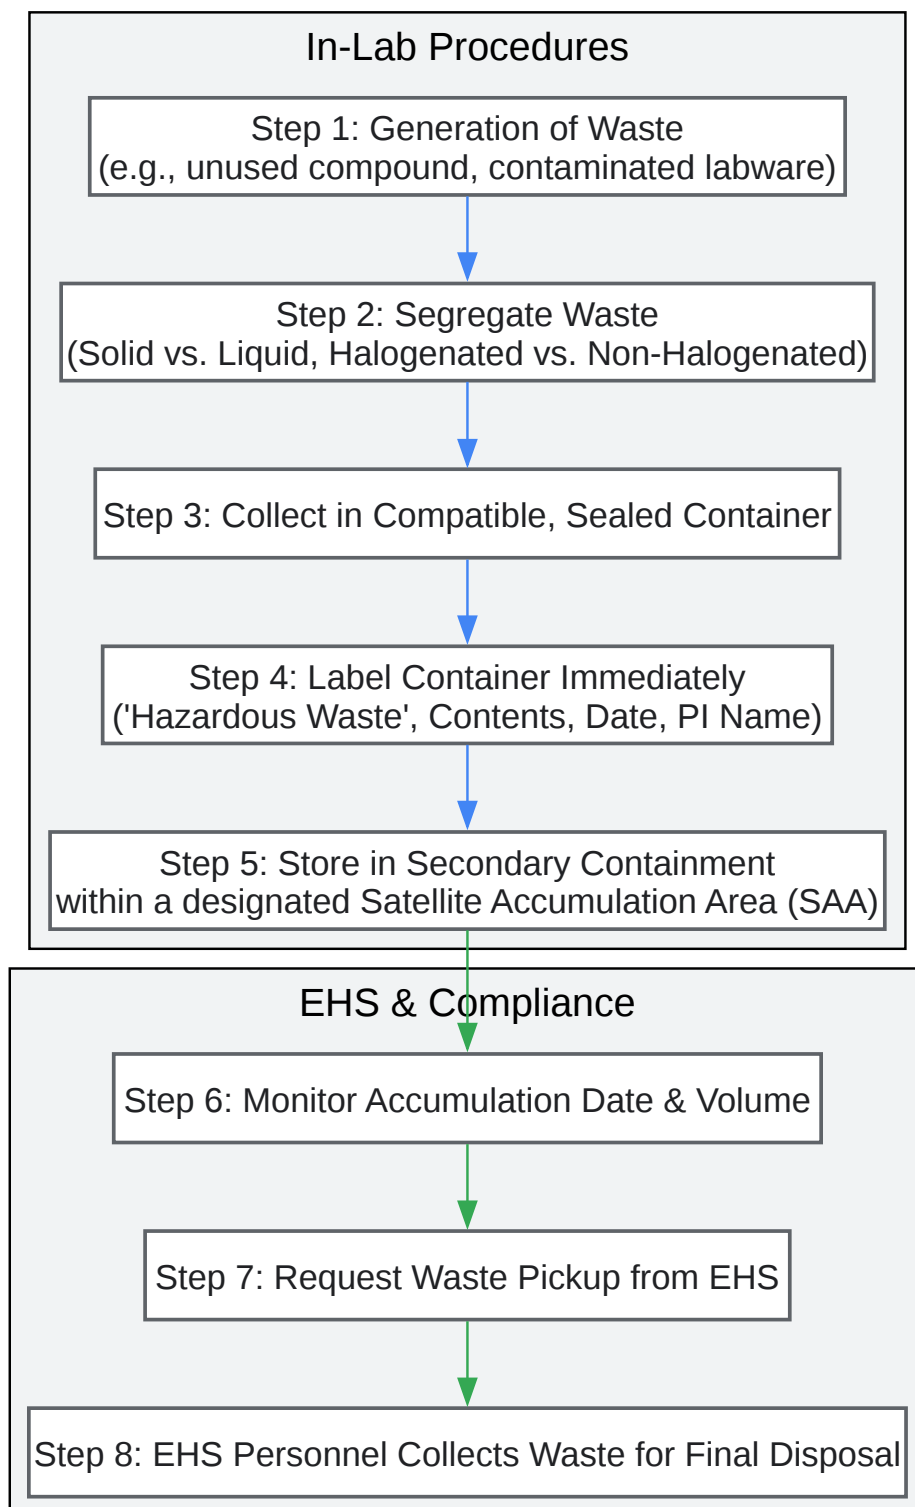 In-Lab Procedures
Step 1: Generation of Waste
(e.g., unused compound, contaminated labware)
Step 2: Segregate Waste
(Solid vs. Liquid, Halogenated vs. Non-Halogenated)
Step 3: Collect in Compatible, Sealed Container
Step 4: Label Container Immediately
('Hazardous Waste', Contents, Date, PI Name)
Step 5: Store in Secondary Containment
within a designated Satellite Accumulation Area (SAA)
EHS & Compliance
Step 6: Monitor Accumulation Date & Volume
Step 7: Request Waste Pickup from EHS
Step 8: EHS Personnel Collects Waste for Final Disposal